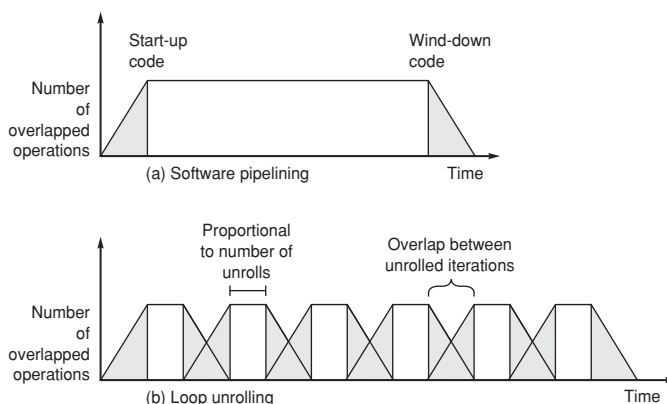 Start-up
code
Wind-down
code
Number
of
overlapped
operations
(a) Software pipelining
Time
Proportional
to number of
unrolls
Overlap between
unrolled iterations
Number
of
overlapped
operations
(b) Loop unrolling
Time